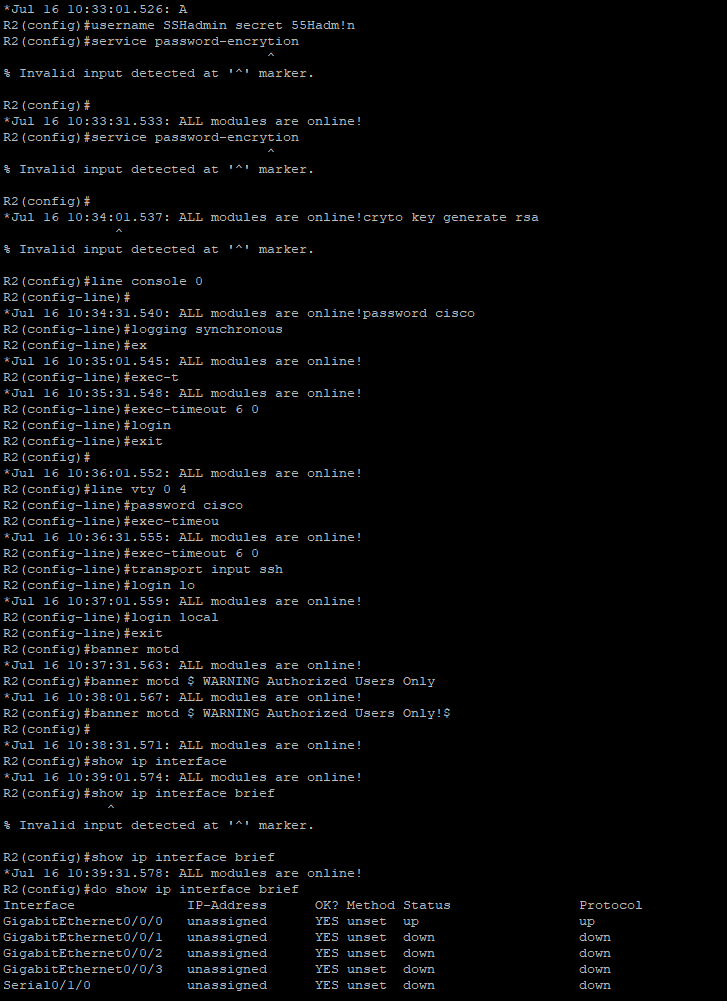 *Jul 16 10:33:01.526: A
R2(config)#username SSHadmin secret 55Hadm!n
R2(config)#service password-encrytion
^
% Invalid input detected at '^' marker.
R2(config)#
*Jul 16 10:33:31.533: ALL modules are online!
R2(config)#service password-encrytion
^
% Invalid input detected at '^' marker.
R2(config)#
*Jul 16 10:34:01.537: ALL modules are online!cryto key generate rsa
^
% Invalid input detected at '^' marker.
R2(config)#line console 0
R2(config-line)#
*Jul 16 10:34:31.540: ALL modules are online!password cisco
R2(config-line)#logging synchronous
R2(config-line)#ex
*Jul 16 10:35:01.545: ALL modules are online!
R2(config-line)#exec-t
*Jul 16 10:35:31.548: ALL modules are online!
R2(config-line)#exec-timeout 6 0
R2(config-line)#login
R2(config-line)#exit
R2(config)#
*Jul 16 10:36:01.552: ALL modules are online!
R2(config)#line vty 0 4
R2(config-line)#password cisco
R2(config-line)#exec-timeou
*Jul 16 10:36:31.555: ALL modules are online!
R2(config-line)#exec-timeout 6 0
R2(config-line)#transport input ssh
R2(config-line)#login lo
*Jul 16 10:37:01.559: ALL modules are online!
R2(config-line)#login local
R2(config-line)#exit
R2(config)#banner motd
*Jul 16 10:37:31.563: ALL modules are online!
R2(config)#banner motd $ WARNING Authorized Users Only
*Jul 16 10:38:01.567: ALL modules are online!
R2(config)#banner motd $ WARNING Authorized Users Only!$
R2(config)#
*Jul 16 10:38:31.571: ALL modules are online!
R2(config)#show ip interface
*Jul 16 10:39:01.574: ALL modules are online!
R2(config)#show ip interface brief
^
% Invalid input detected at '^' marker.
R2(config)#show ip interface brief
*Jul 16 10:39:31.578: ALL modules are online!
R2(config)#do show ip interface brief
Interface IP-Address OK? Method Status Protocol
GigabitEthernet0/0/0 unassigned YES unset up up
GigabitEthernet0/0/1 unassigned YES unset down down
GigabitEthernet0/0/2 unassigned YES unset down down
GigabitEthernet0/0/3 unassigned YES unset down down
Serial0/1/0 unassigned YES unset down down